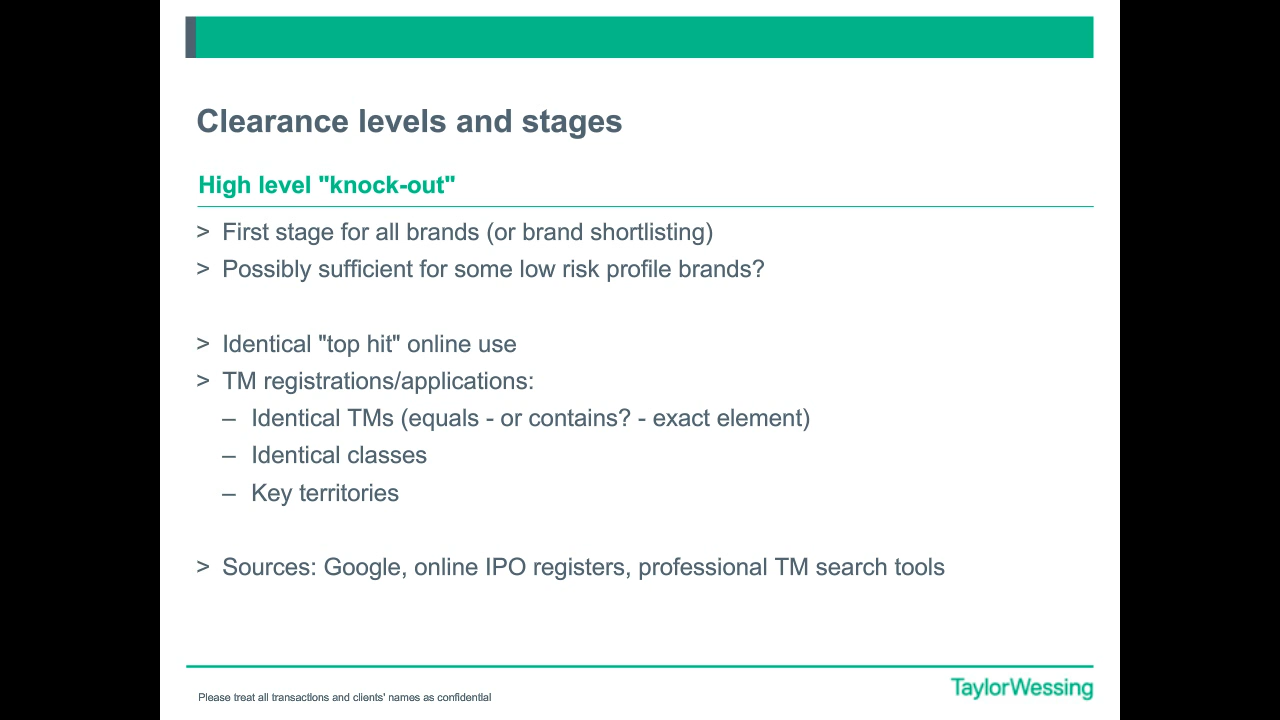 Clearance levels and stages
High level "knock-out"
> First stage for all brands (or brand shortlisting)
> Possibly sufficient for some low risk profile brands?
> Identical "top hit" online use
> TM registrations/applications:
– Identical TMs (equals - or contains? - exact element)
– Identical classes
– Key territories
> Sources: Google, online IPO registers, professional TM search tools
Please treat all transactions and clients' names as confidential
TaylorWessing